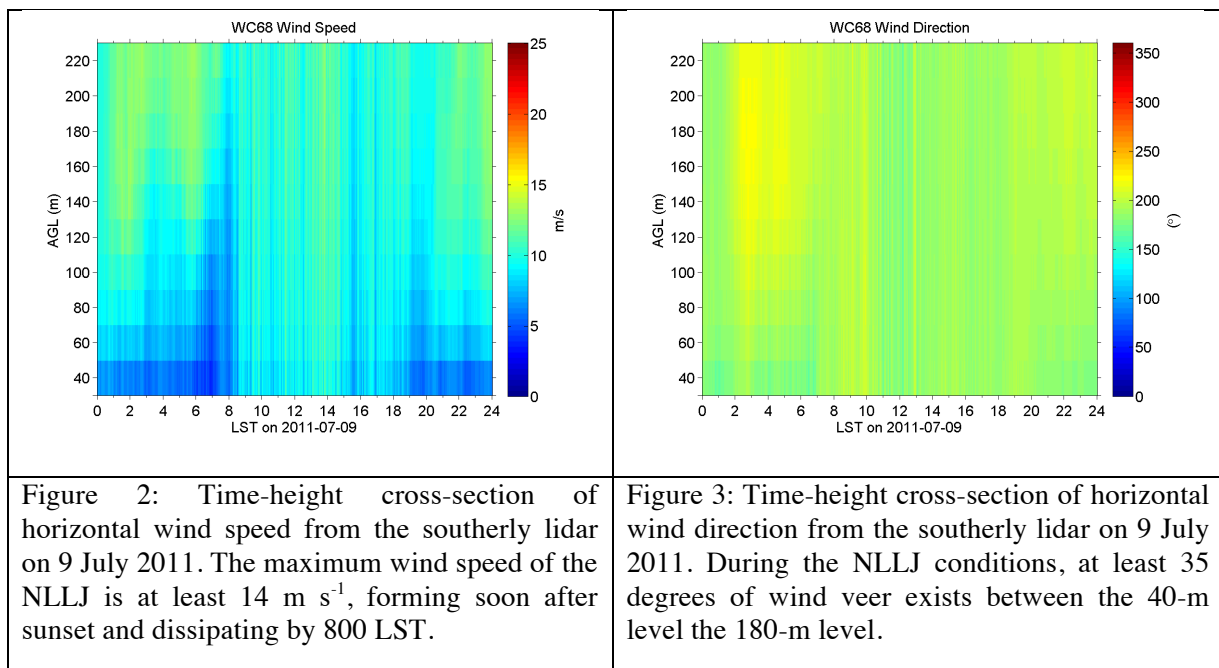 WC68 Wind Speed
220
200
180
160
140
120
100
80
60
40
AGL (m)
0 2 4 6 8 10 12 14 16 18 20 22 24
LST on 2011-07-09
25
20
15
10
5
0
m/s
WC68 Wind Direction
220
200
180
160
140
120
100
80
60
40
AGL (m)
0 2 4 6 8 10 12 14 16 18 20 22 24
LST on 2011-07-09
350
300
250
200
150
100
50
0
(°)
Figure 2: Time-height cross-section of
horizontal wind speed from the southerly lidar
on 9 July 2011. The maximum wind speed of the
NLLJ is at least 14 m s-1, forming soon after
sunset and dissipating by 800 LST.
Figure 3: Time-height cross-section of horizontal
wind direction from the southerly lidar on 9 July
2011. During the NLLJ conditions, at least 35
degrees of wind veer exists between the 40-m
level the 180-m level.